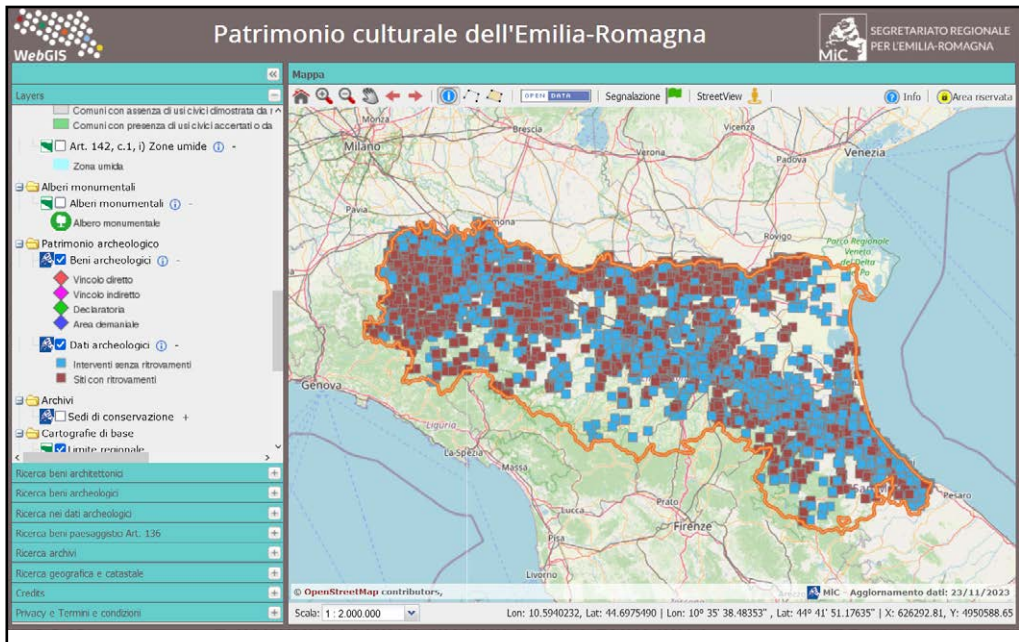 WebGIS
Patrimonio culturale dell'Emilia-Romagna
MiC
SEGRETARIATO REGIONALE
PER L'EMILIA-ROMAGNA
Mappa
Layers
OPEN DATA
Segnalazione
StreetView
Info
Area riservata
Comuni con assenza di usi civici dimostrata da
Comuni con presenza di usi civici accertati o da
Art. 142, c.1, i) Zone umide -
Zona umida
Alberi monumentali
Alberi monumentali -
Albero monumentale
Patrimonio archeologico
Beni archeologici -
Vincolo diretto
Vincolo indiretto
Declaratoria
Area demaniale
Dati archeologici -
Interventi senza ritrovamenti
Siti con ritrovamenti
Archivi
Sedi di conservazione +
Cartografie di base
Limite regionale
Ricerca beni architettonici
Ricerca beni archeologici
Ricerca nei dati archeologici
Ricerca beni paesaggistici Art. 136
Ricerca archivi
Ricerca geografica e catastale
Credits
Privacy e Termini e condizioni
Monza
Milano
Brescia
Verona
Vicenza
Padova
Venezia
Pavia
Rovigo
Parco Regionale
Veneto
del Delta
Po
Genova
Liguria
La Spezia
Massa
Lucca
Pisa
Prato
Firenze
Livorno
Pesaro
© OpenStreetMap contributors,
MiC - Aggiornamento dati: 23/11/2023
Scala: 1 : 2.000.000
Lon: 10.5940232, Lat: 44.6975490 | Lon: 10° 35' 38.48353" , Lat: 44° 41' 51.17635" | X: 626292.81, Y: 4950588.65